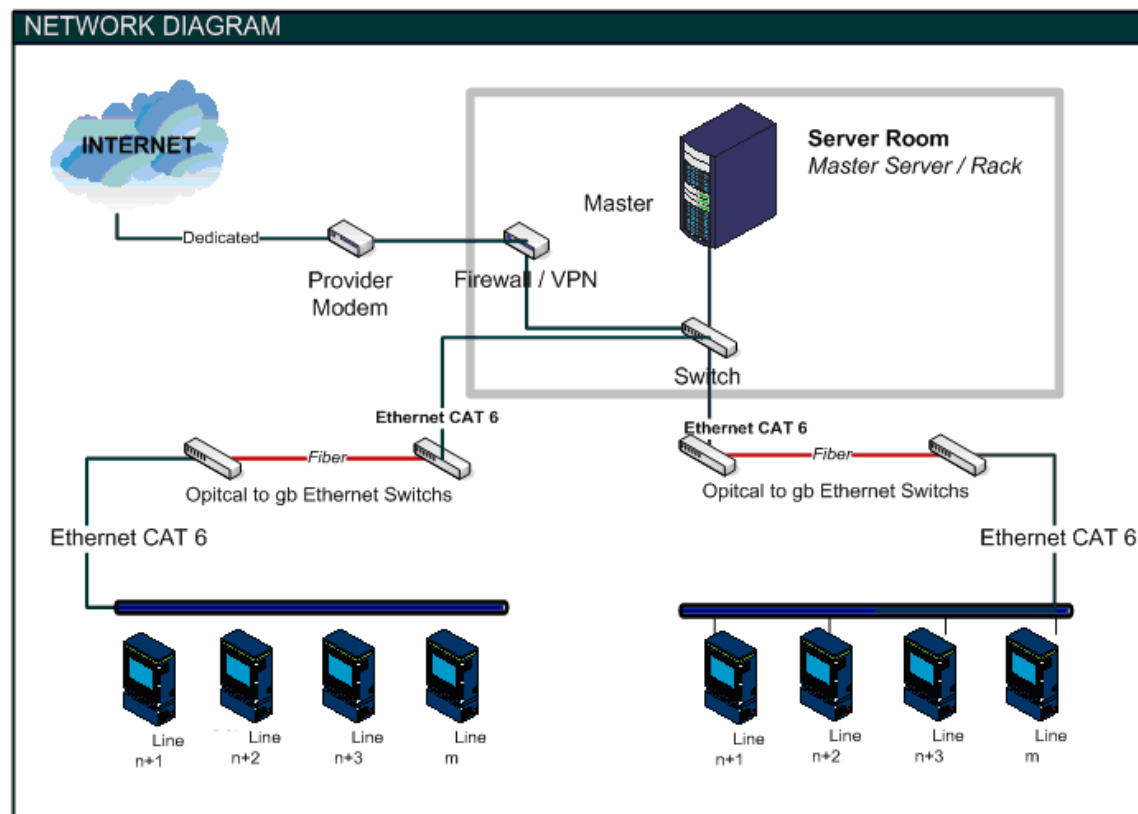 NETWORK DIAGRAM
INTERNET
Server Room
Master Server / Rack
Master
Dedicated
Provider
Modem
Firewall / VPN
Switch
Ethernet CAT 6
Ethernet CAT 6
Fiber
Fiber
Opitcal to gb Ethernet Switchs
Opitcal to gb Ethernet Switchs
Ethernet CAT 6
Ethernet CAT 6
Line
n+1
Line
n+2
Line
n+3
Line
m
Line
n+1
Line
n+2
Line
n+3
Line
m